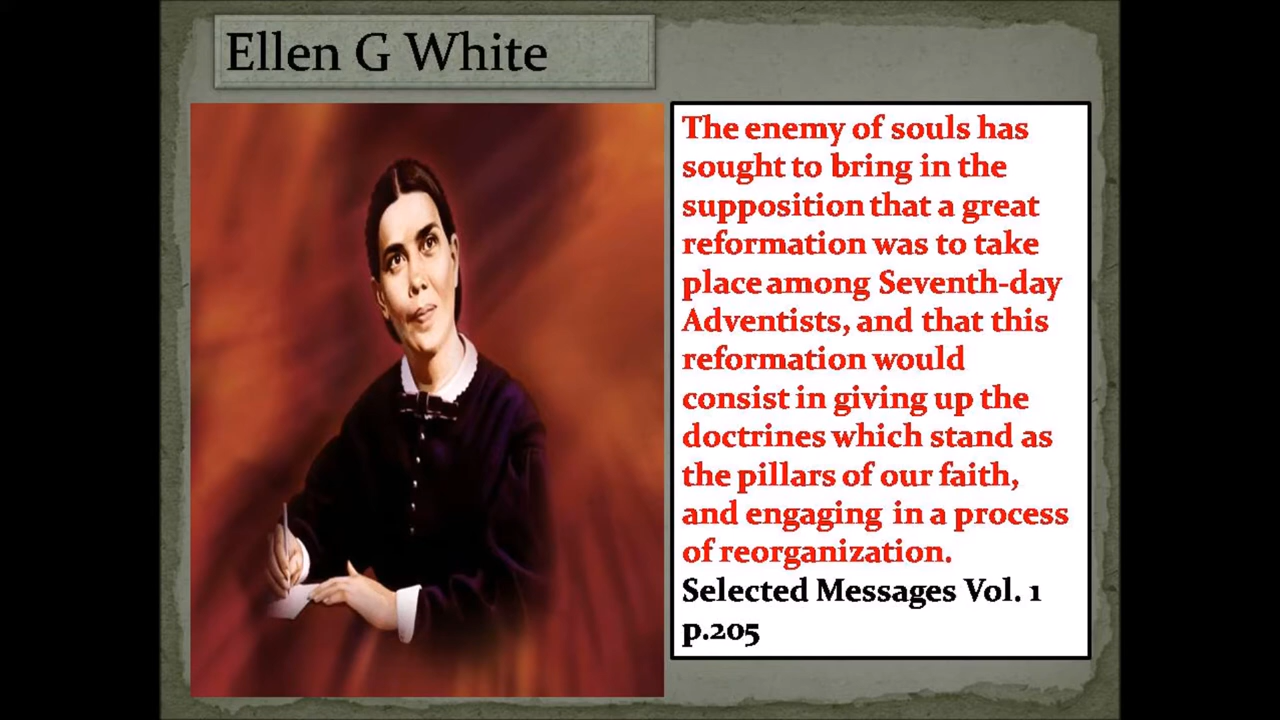 Ellen G White
The enemy of souls has
sought to bring in the
supposition that a great
reformation was to take
place among Seventh-day
Adventists, and that this
reformation would
consist in giving up the
doctrines which stand as
the pillars of our faith,
and engaging in a process
of reorganization.
Selected Messages Vol. 1
p.205